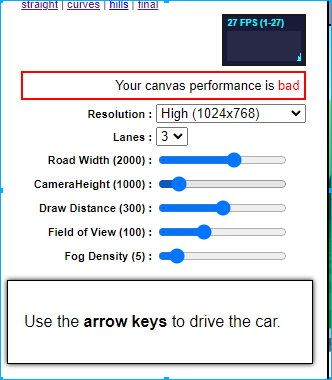 straight | curves | hills | final
27 FPS (1-27)
Your canvas performance is bad
Resolution : High (1024x768)
Lanes : 3
Road Width (2000) :
CameraHeight (1000) :
Draw Distance (300) :
Field of View (100) :
Fog Density (5) :
Use the arrow keys to drive the car.